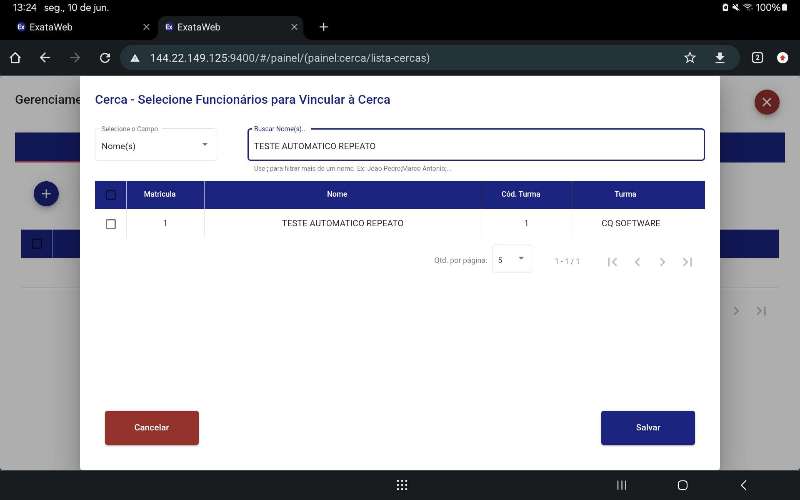 13:24 seg., 10 de jun.
100%
Ex ExataWeb
Ex ExataWeb
144.22.149.125:9400/#/painel/(painel:cerca/lista-cercas)
2
Gerenciame
Cerca - Selecione Funcionários para Vincular à Cerca
Selecione o Campo
Nome(s)
Buscar Nome(s)...
TESTE AUTOMATICO REPEATO
Use ; para filtrar mais de um nome. Ex: João Pedro;Marco Antonio;...
Matrícula Nome Cód. Turma Turma
1 TESTE AUTOMATICO REPEATO 1 CQ SOFTWARE
Qtd. por página: 5 1 - 1 / 1
Cancelar
Salvar